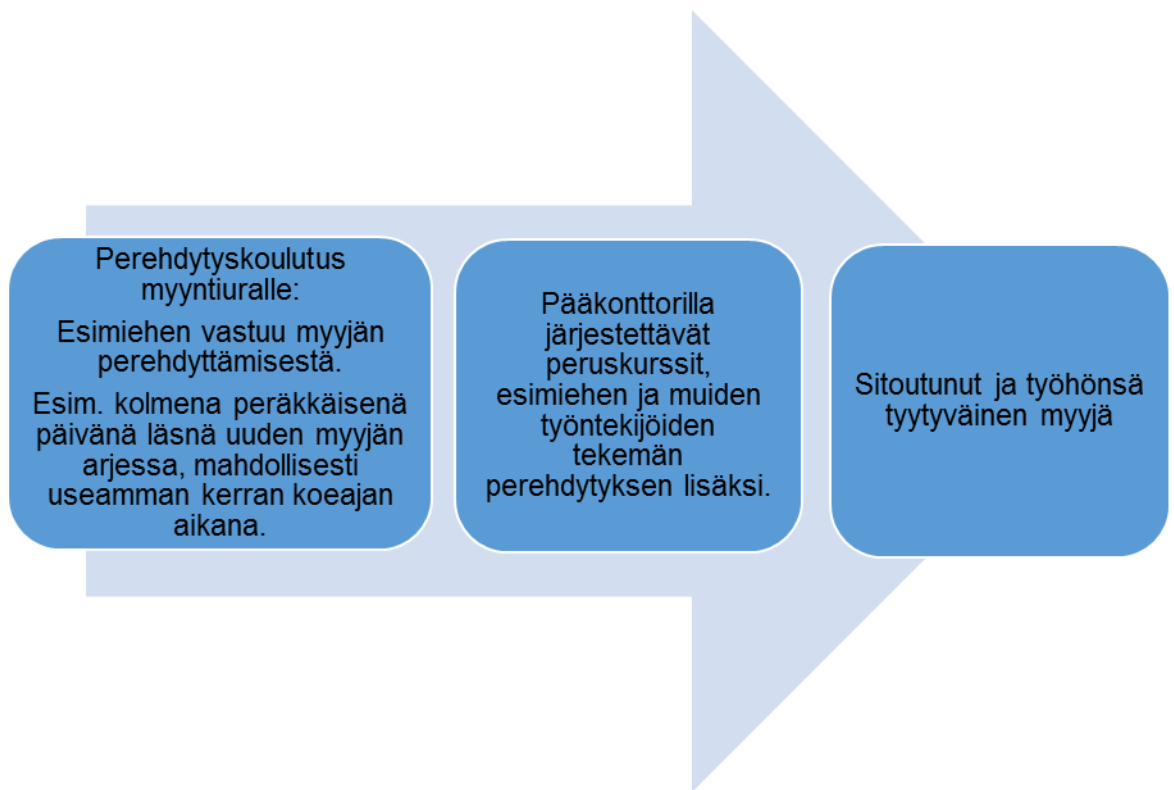 Perehdytyskoulutus
myyntiuralle:
Esimiehen vastuu myyjän
perehdyttämisestä.
Esim. kolmena peräkkäisenä
päivänä läsnä uuden myyjän
arjessa, mahdollisesti
useamman kerran koeajan
aikana.
Pääkonttorilla
järjestettävät
peruskurssit,
esimiehen ja muiden
työntekijöiden
tekemän
perehdytyksen lisäksi.
Sitoutunut ja työhönsä
tyytyväinen myyjä